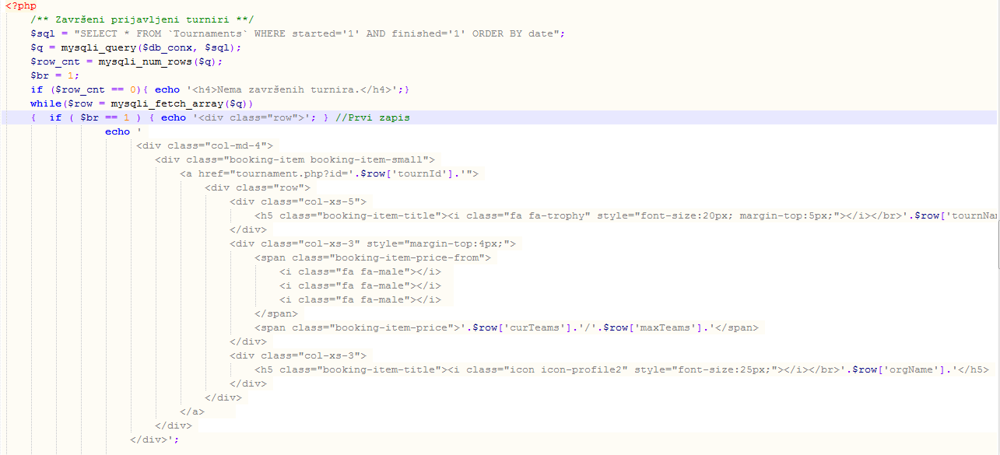 <?php
/** Završeni prijavljeni turniri **/
$sql = "SELECT * FROM `Tournaments` WHERE started='1' AND finished='1' ORDER BY date";
$q = mysqli_query($db_conx, $sql);
$row_cnt = mysqli_num_rows($q);
$br = 1;
if ($row_cnt == 0){ echo '<h4>Nema završenih turnira.</h4>';}
while($row = mysqli_fetch_array($q))
{  if ( $br == 1 ) { echo '<div class="row">'; } //Prvi zapis
echo '
<div class="col-md-4">
<div class="booking-item booking-item-small">
<a href="tournament.php?id='.$row['tournId'].'">
<div class="row">
<div class="col-xs-5">
<h5 class="booking-item-title"><i class="fa fa-trophy" style="font-size:20px; margin-top:5px;"></i></br>'.$row['tournNam
</div>
<div class="col-xs-3" style="margin-top:4px;">
<span class="booking-item-price-from">
<i class="fa fa-male"></i>
<i class="fa fa-male"></i>
<i class="fa fa-male"></i>
</span>
<span class="booking-item-price">'.$row['curTeams'].'/'.$row['maxTeams'].'</span>
</div>
<div class="col-xs-3">
<h5 class="booking-item-title"><i class="icon icon-profile2" style="font-size:25px;"></i></br>'.$row['orgName'].'</h5>
</div>
</div>
</a>
</div>
</div>';